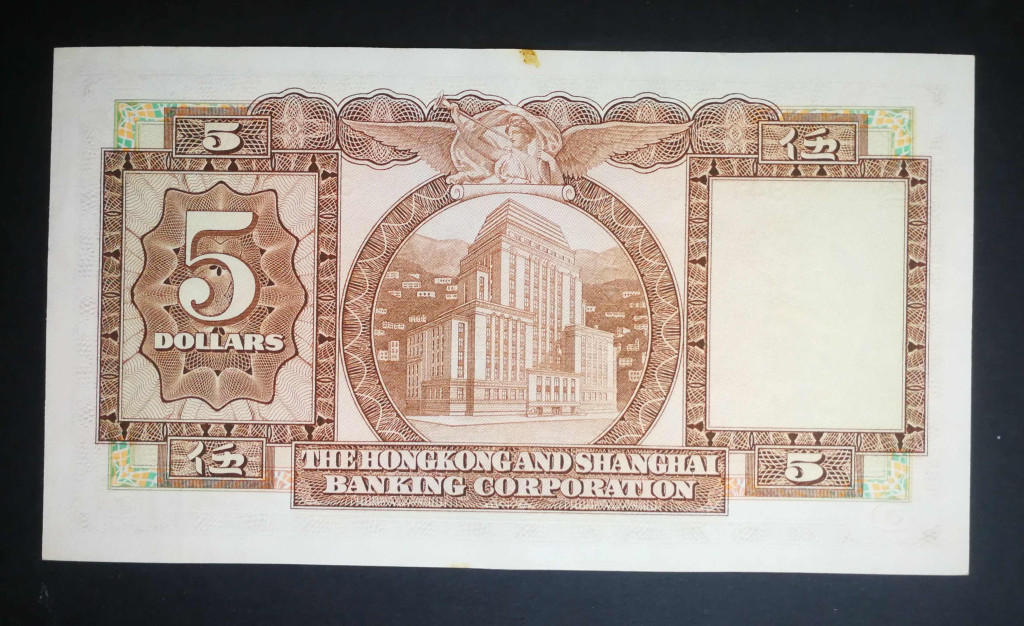 5
伍
5
DOLLARS
伍
5
THE HONGKONG AND SHANGHAI
BANKING CORPORATION